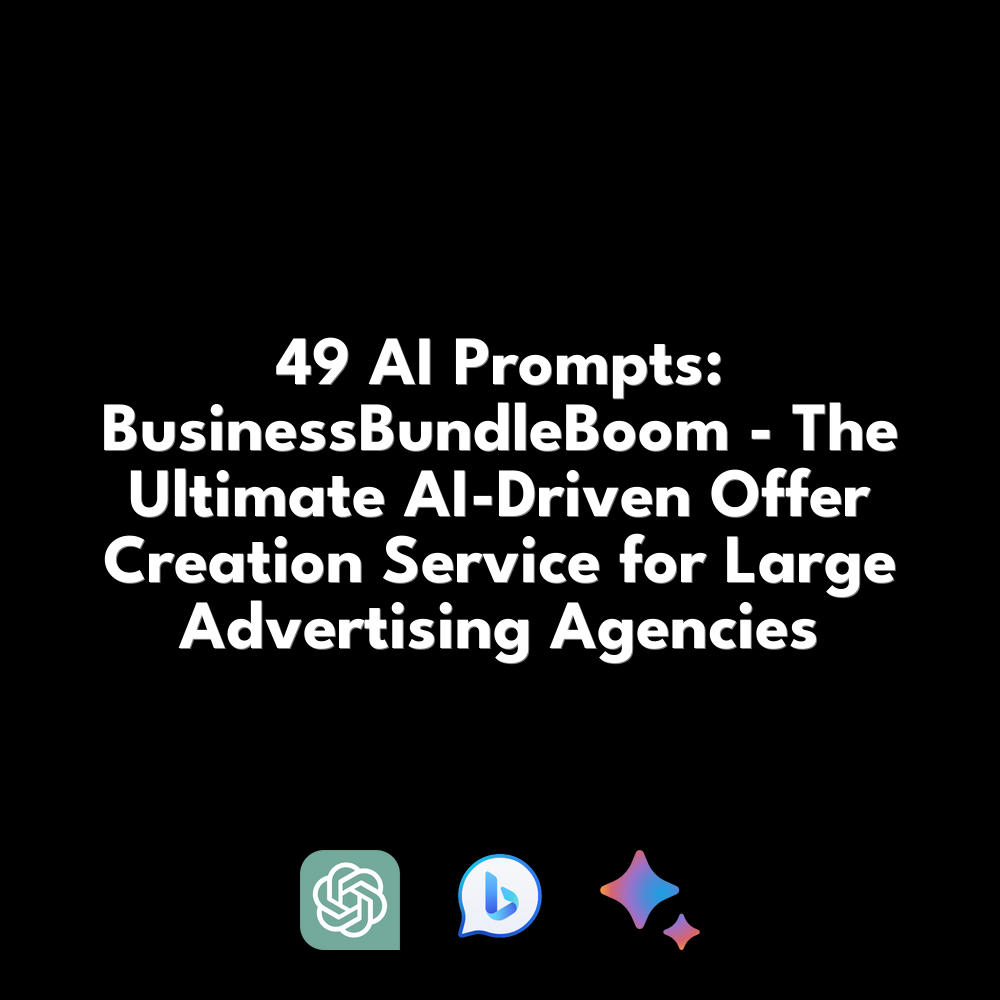 49 AI Prompts:
BusinessBundleBoom - The
Ultimate AI-Driven Offer
Creation Service for Large
Advertising Agencies